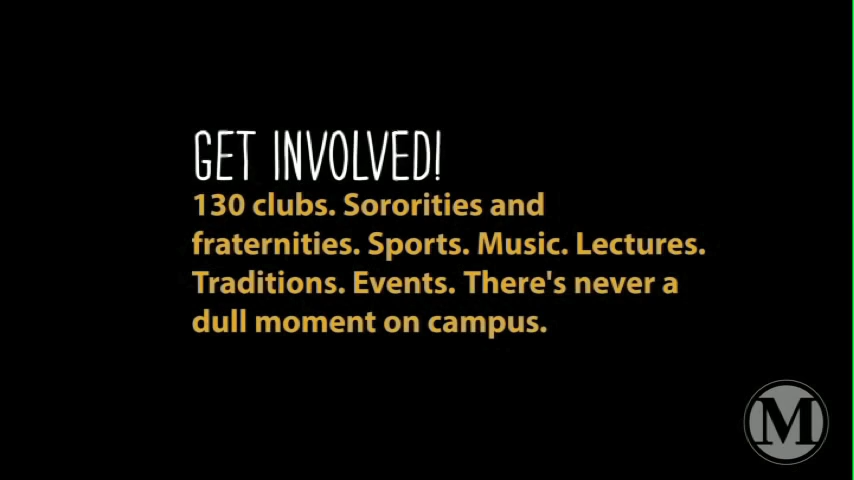 GET INVOLVED!
130 clubs. Sororities and
fraternities. Sports. Music. Lectures.
Traditions. Events. There's never a
dull moment on campus.
M